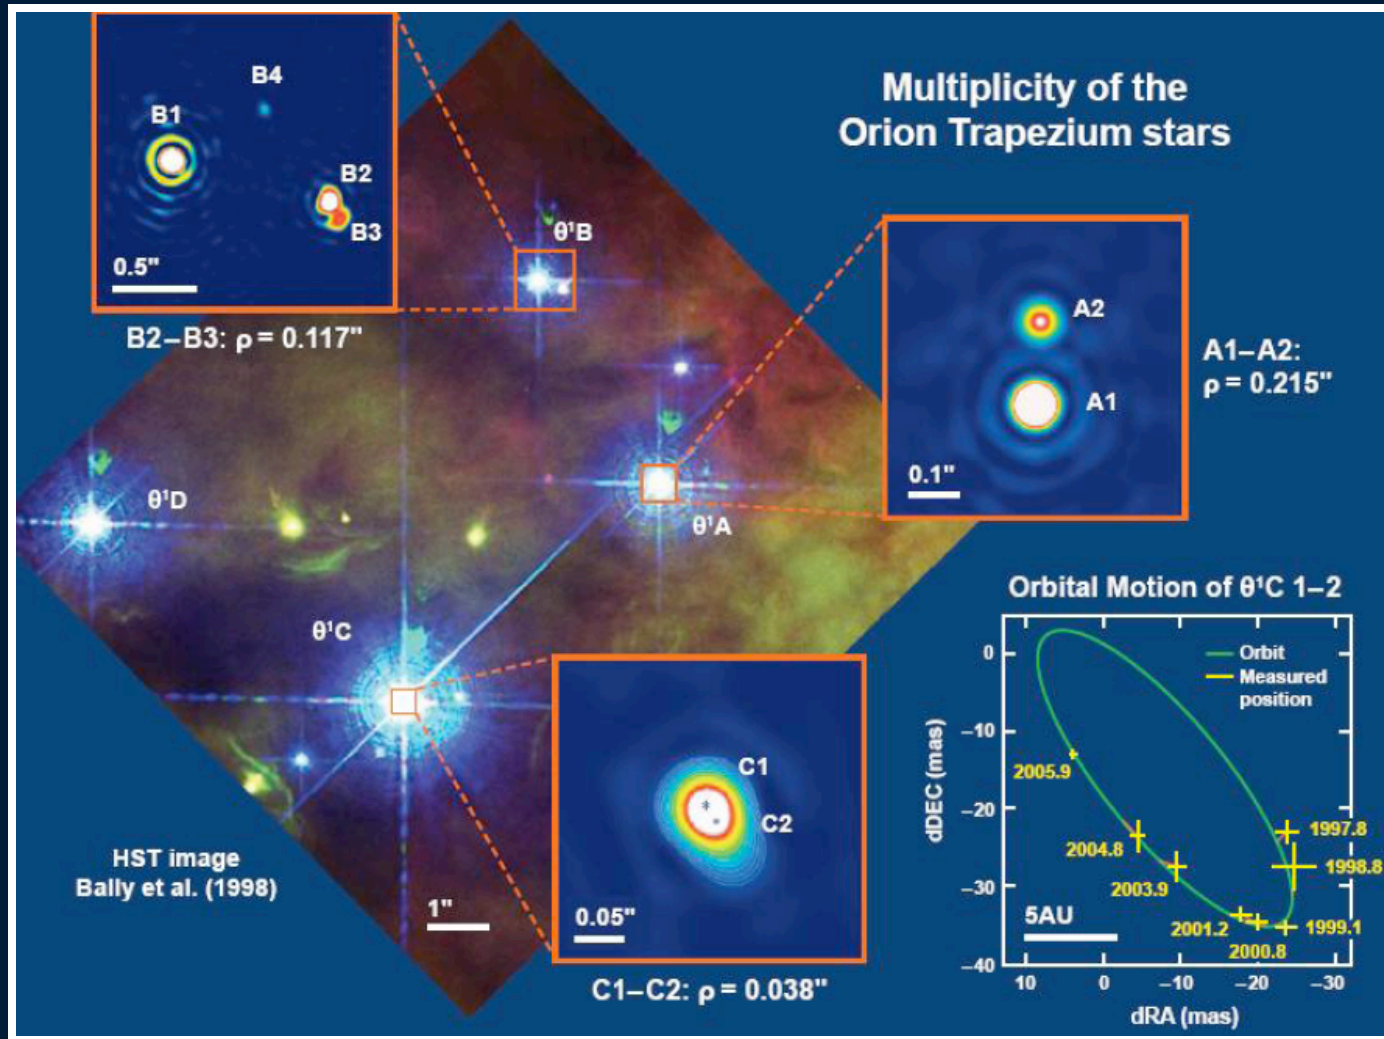 Multiplicity of the
Orion Trapezium stars
B4
B1
B2
B3
0.5"
B2–B3: ρ = 0.117"
θ¹B
A2
A1
0.1"
A1–A2:
ρ = 0.215"
θ¹D
θ¹A
θ¹C
C1
C2
0.05"
C1–C2: ρ = 0.038"
HST image
Bally et al. (1998)
1"
Orbital Motion of θ¹C 1–2
Orbit
Measured
position
dDEC (mas)
0
–10
–20
–30
–40
2005.9
2004.8
2003.9
2001.2
2000.8
1999.1
1998.8
1997.8
5AU
10 0 –10 –20 –30
dRA (mas)